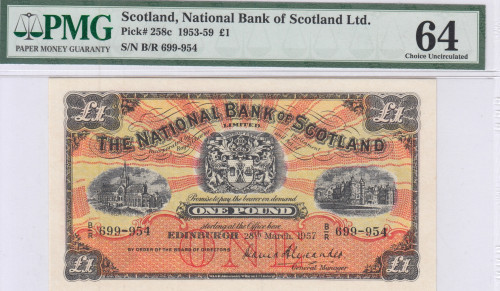 PMG
PAPER MONEY GUARANTY
Scotland, National Bank of Scotland Ltd.
Pick# 258c 1953-59 £1
S/N B/R 699-954
64
Choice Uncirculated
£1
£1
THE NATIONAL BANK OF SCOTLAND
LIMITED
Promise to pay the bearer on demand
ONE POUND
sterling at the Office here
B/R 699-954
B/R 699-954
EDINBURGH 28th March, 1957
BY ORDER OF THE BOARD OF DIRECTORS
General Manager
£1
£1